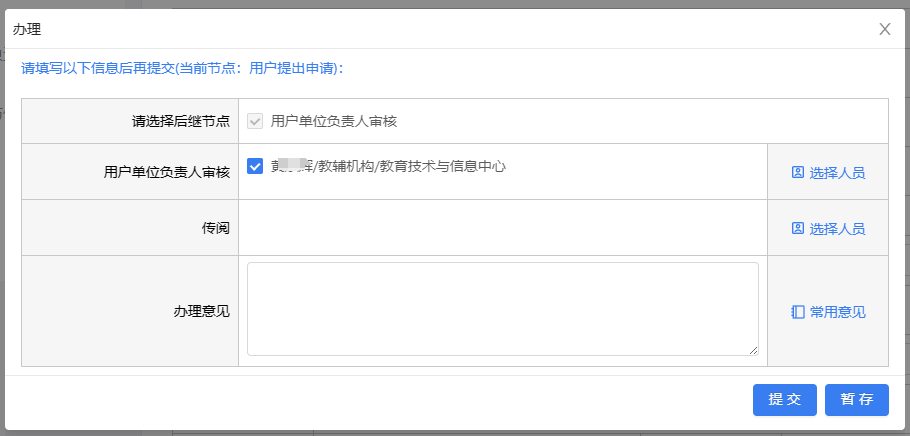 办理
请填写以下信息后再提交(当前节点：用户提出申请)：
请选择后继节点 用户单位负责人审核
用户单位负责人审核 黄 辉/教辅机构/教育技术与信息中心 选择人员
传阅 选择人员
办理意见 常用意见
提 交 暂 存